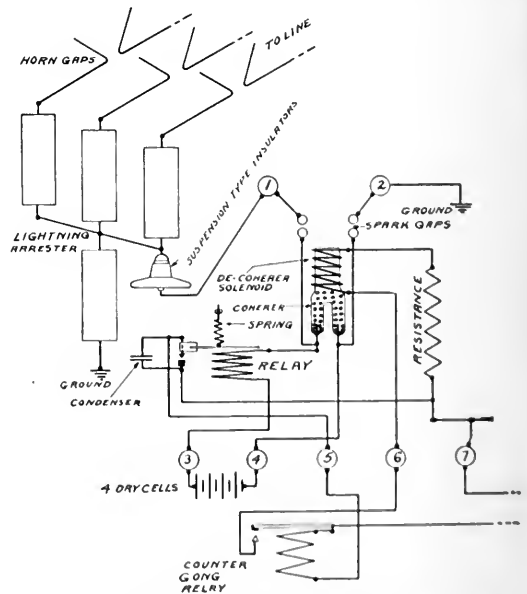 TO LINE
HORN GAPS
SUSPENSION TYPE INSULATORS
1
2
GROUND
SPARK GAPS
LIGHTNING
ARRESTER
DE-COHERER
SOLENOID
COHERER
SPRING
RESISTANCE
RELAY
GROUND
CONDENSER
3
4
5
6
7
4 DRY CELLS
COUNTER
GONG
RELAY